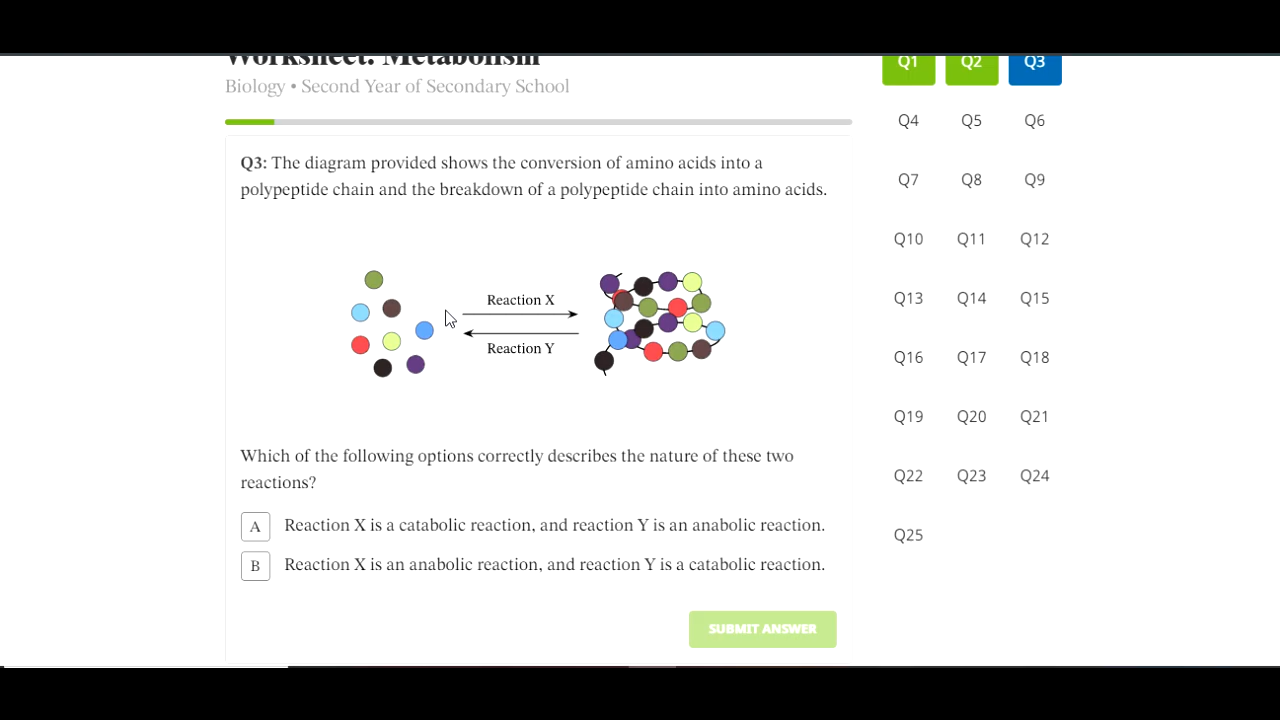 Worksheet: Metabolism
Biology • Second Year of Secondary School
Q3: The diagram provided shows the conversion of amino acids into a
polypeptide chain and the breakdown of a polypeptide chain into amino acids.
Reaction X
Reaction Y
Which of the following options correctly describes the nature of these two
reactions?
A Reaction X is a catabolic reaction, and reaction Y is an anabolic reaction.
B Reaction X is an anabolic reaction, and reaction Y is a catabolic reaction.
SUBMIT ANSWER
Q1 Q2 Q3
Q4 Q5 Q6
Q7 Q8 Q9
Q10 Q11 Q12
Q13 Q14 Q15
Q16 Q17 Q18
Q19 Q20 Q21
Q22 Q23 Q24
Q25